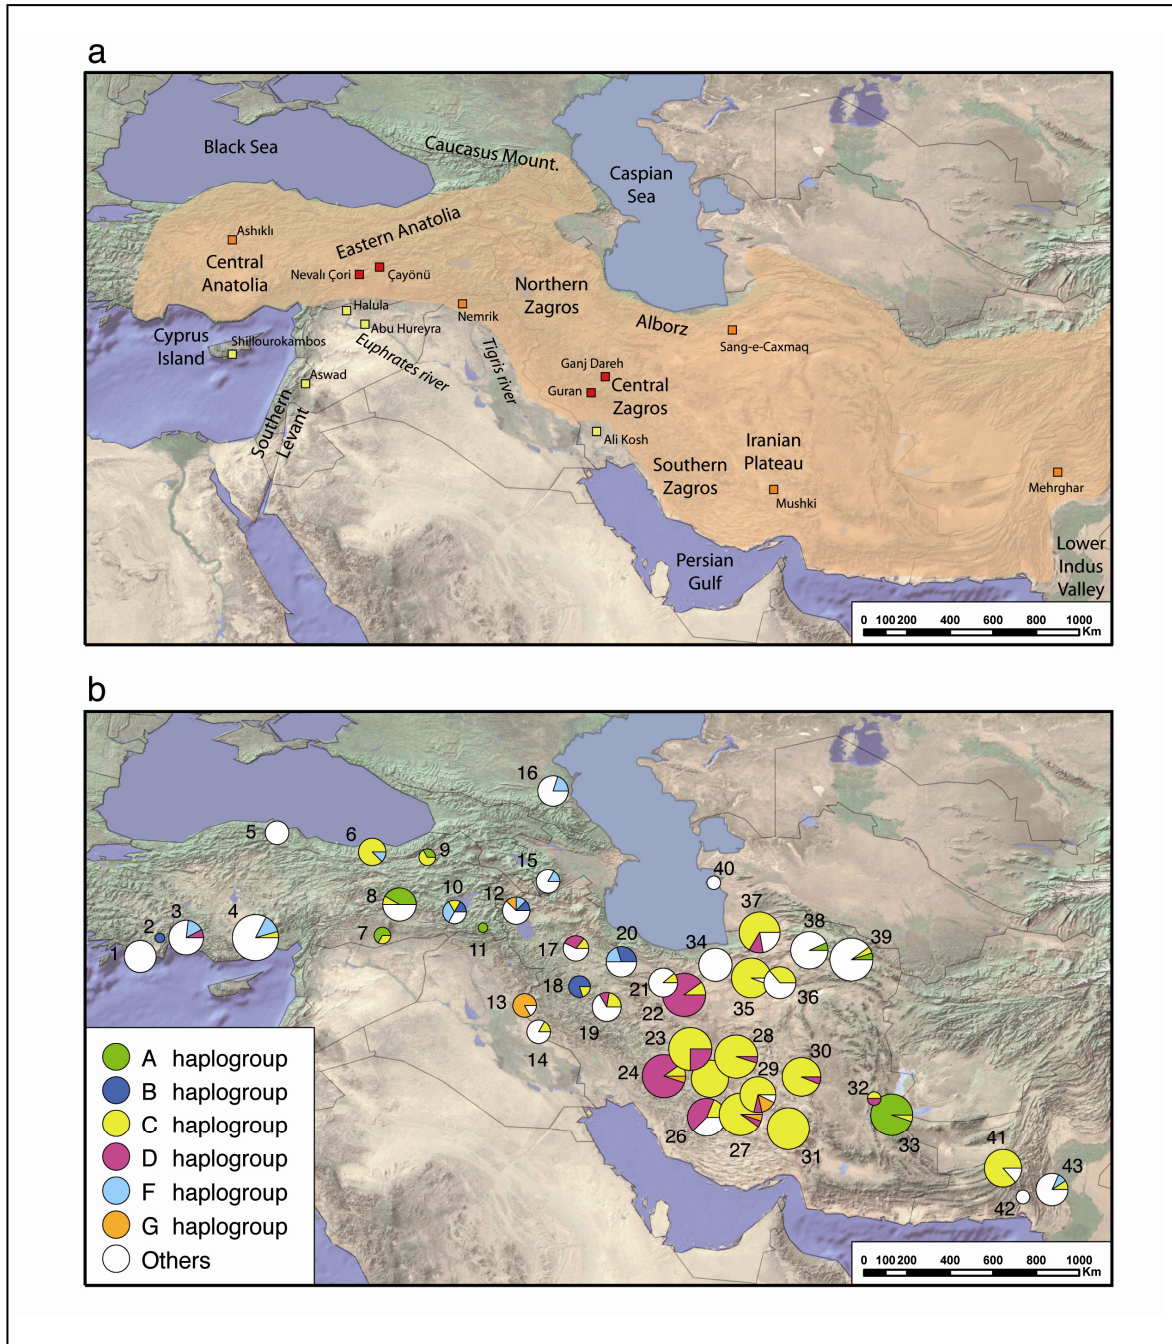 a
Black Sea
Caucasus Mount.
Caspian
Sea
Ashıklı
Central
Anatolia
Eastern Anatolia
Nevalı Çori
Çayönü
Northern
Zagros
Halula
Abu Hureyra
Nemrik
Cyprus
Island
Shillourokambos
Euphrates river
Tigris river
Alborz
Sang-e-Caxmaq
Aswad
Southern
Levant
Ganj Dareh
Guran
Central
Zagros
Ali Kosh
Iranian
Plateau
Southern
Zagros
Mushki
Mehrghar
Persian
Gulf
Lower
Indus
Valley
0 100 200 400 600 800 1000
Km
b
16
5
6
9
15
40
8
10
12
3
4
2
1
7
11
17
20
34
37
38
39
18
21
22
35
36
13
19
14
23
28
24
29
30
32
26
27
31
33
41
43
42
A haplogroup
B haplogroup
C haplogroup
D haplogroup
F haplogroup
G haplogroup
Others
0 100 200 400 600 800 1000
Km